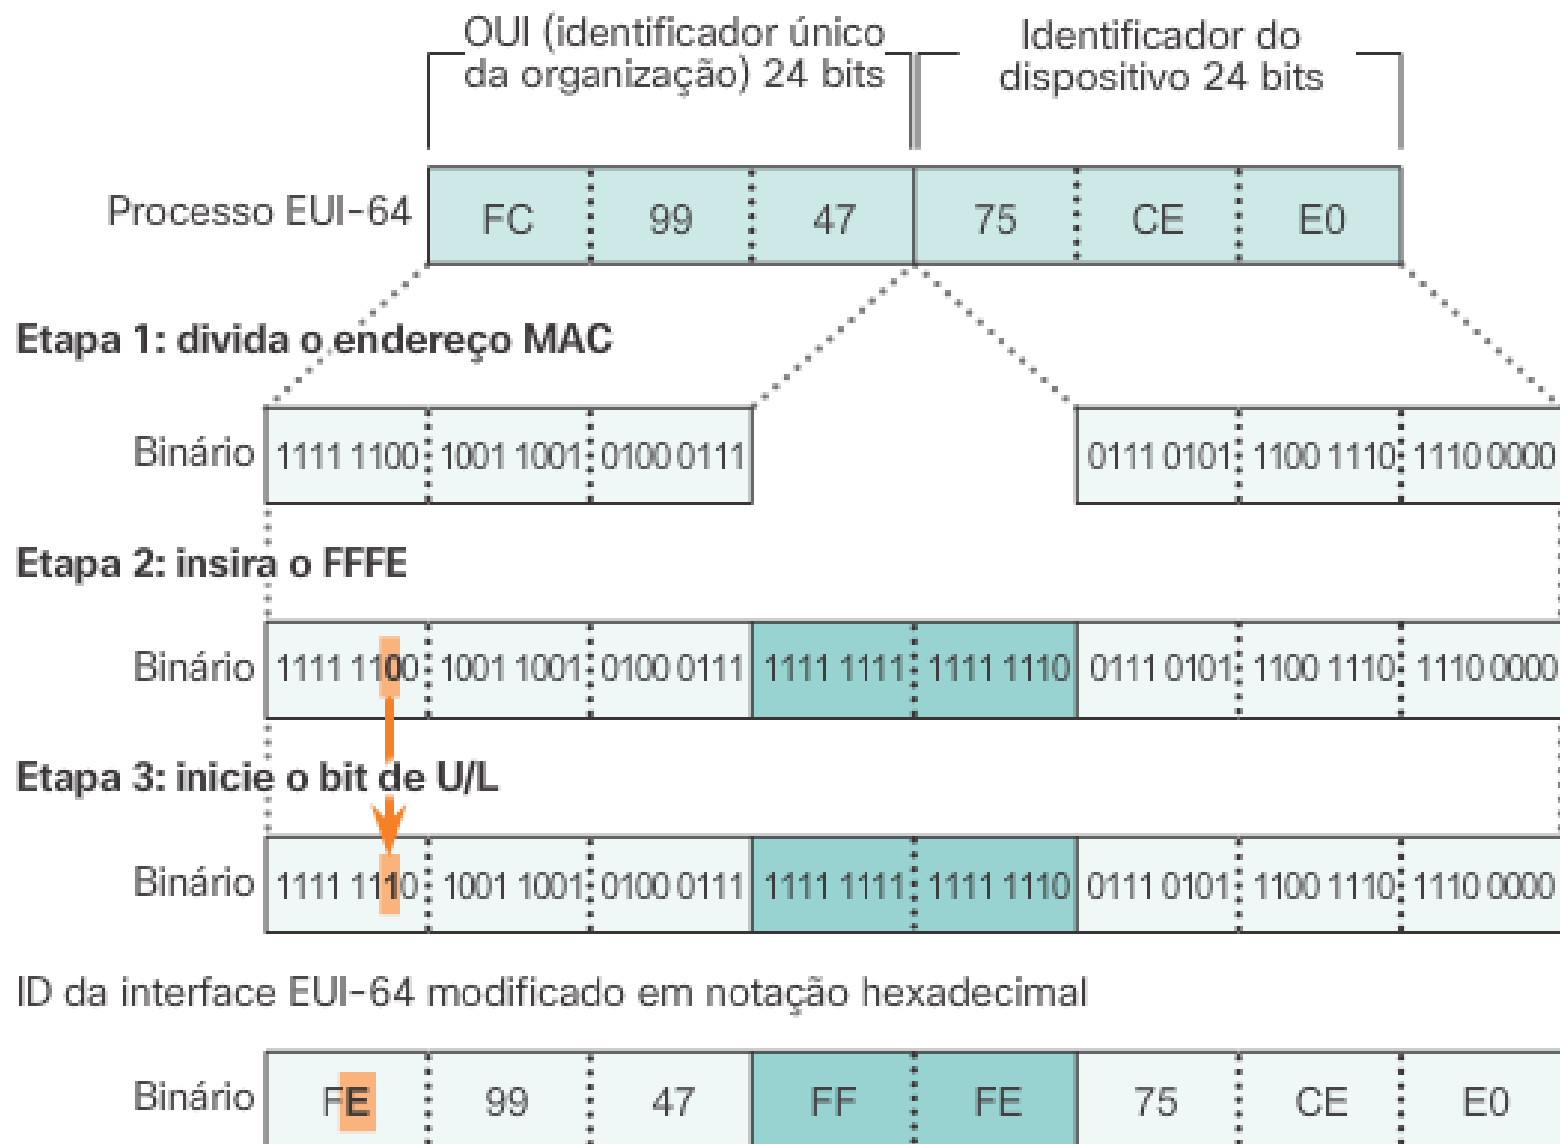 OUI (identificador único
da organização) 24 bits
Identificador do
dispositivo 24 bits
Processo EUI-64 FC 99 47 75 CE E0
Etapa 1: divida o endereço MAC
Binário 1111 1100 1001 1001 0100 0111 0111 0101 1100 1110 1110 0000
Etapa 2: insira o FFFE
Binário 1111 1100 1001 1001 0100 0111 1111 1111 1111 1110 0111 0101 1100 1110 1110 0000
Etapa 3: inicie o bit de U/L
Binário 1111 1110 1001 1001 0100 0111 1111 1111 1111 1110 0111 0101 1100 1110 1110 0000
ID da interface EUI-64 modificado em notação hexadecimal
Binário FE 99 47 FF FE 75 CE E0